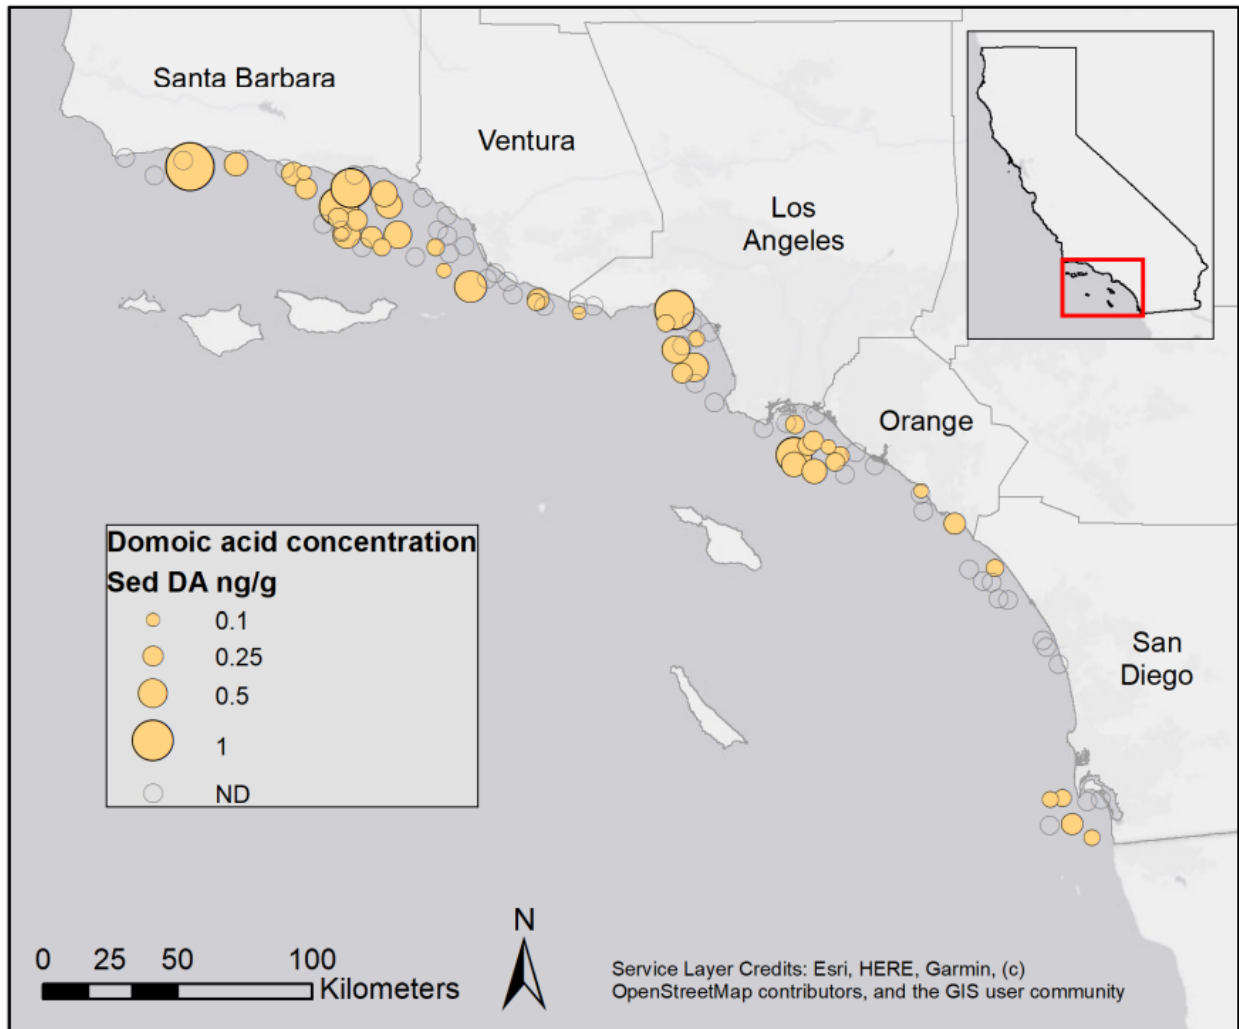 Santa Barbara
Ventura
Los
Angeles
Orange
San
Diego
Domoic acid concentration
Sed DA ng/g
0.1
0.25
0.5
1
ND
N
0 25 50 100
Kilometers
Service Layer Credits: Esri, HERE, Garmin, (c)
OpenStreetMap contributors, and the GIS user community